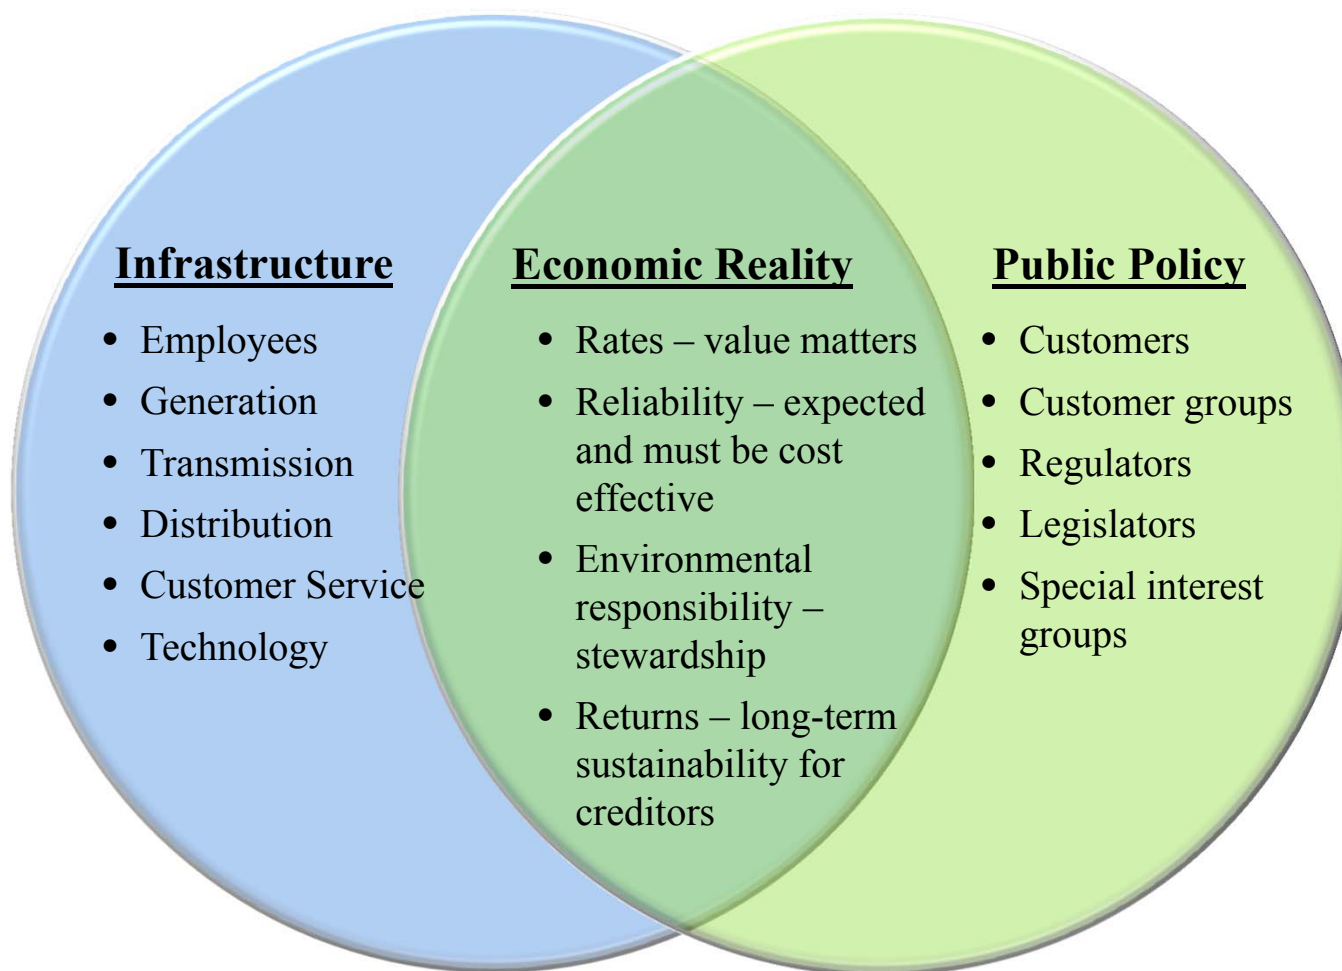 Infrastructure
• Employees
• Generation
• Transmission
• Distribution
• Customer Service
• Technology
Economic Reality
• Rates – value matters
• Reliability – expected
and must be cost
effective
• Environmental
responsibility –
stewardship
• Returns – long-term
sustainability for
creditors
Public Policy
• Customers
• Customer groups
• Regulators
• Legislators
• Special interest
groups